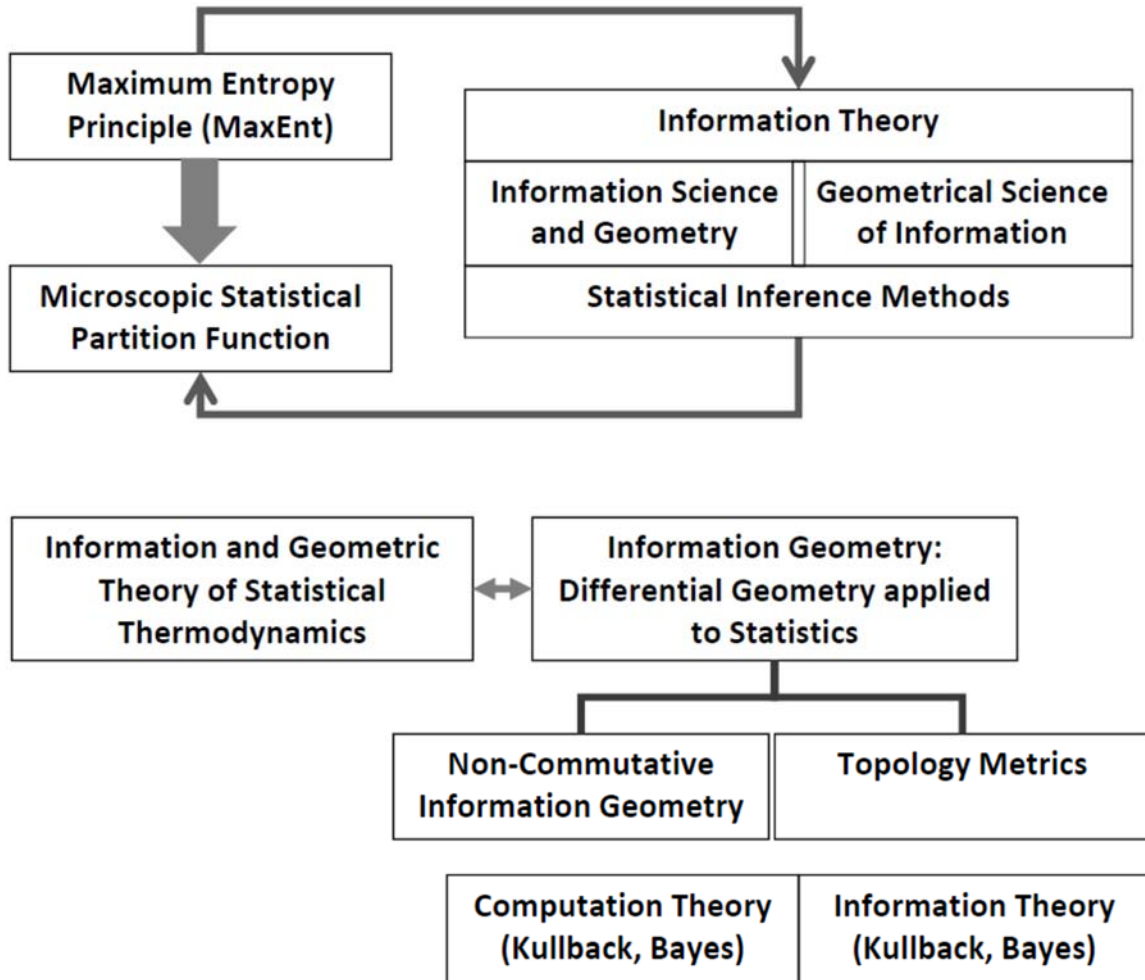 Maximum Entropy
Principle (MaxEnt)
Information Theory
Information Science
and Geometry
Geometrical Science
of Information
Microscopic Statistical
Partition Function
Statistical Inference Methods
Information and Geometric
Theory of Statistical
Thermodynamics
Information Geometry:
Differential Geometry applied
to Statistics
Non-Commutative
Information Geometry
Topology Metrics
Computation Theory
(Kullback, Bayes)
Information Theory
(Kullback, Bayes)